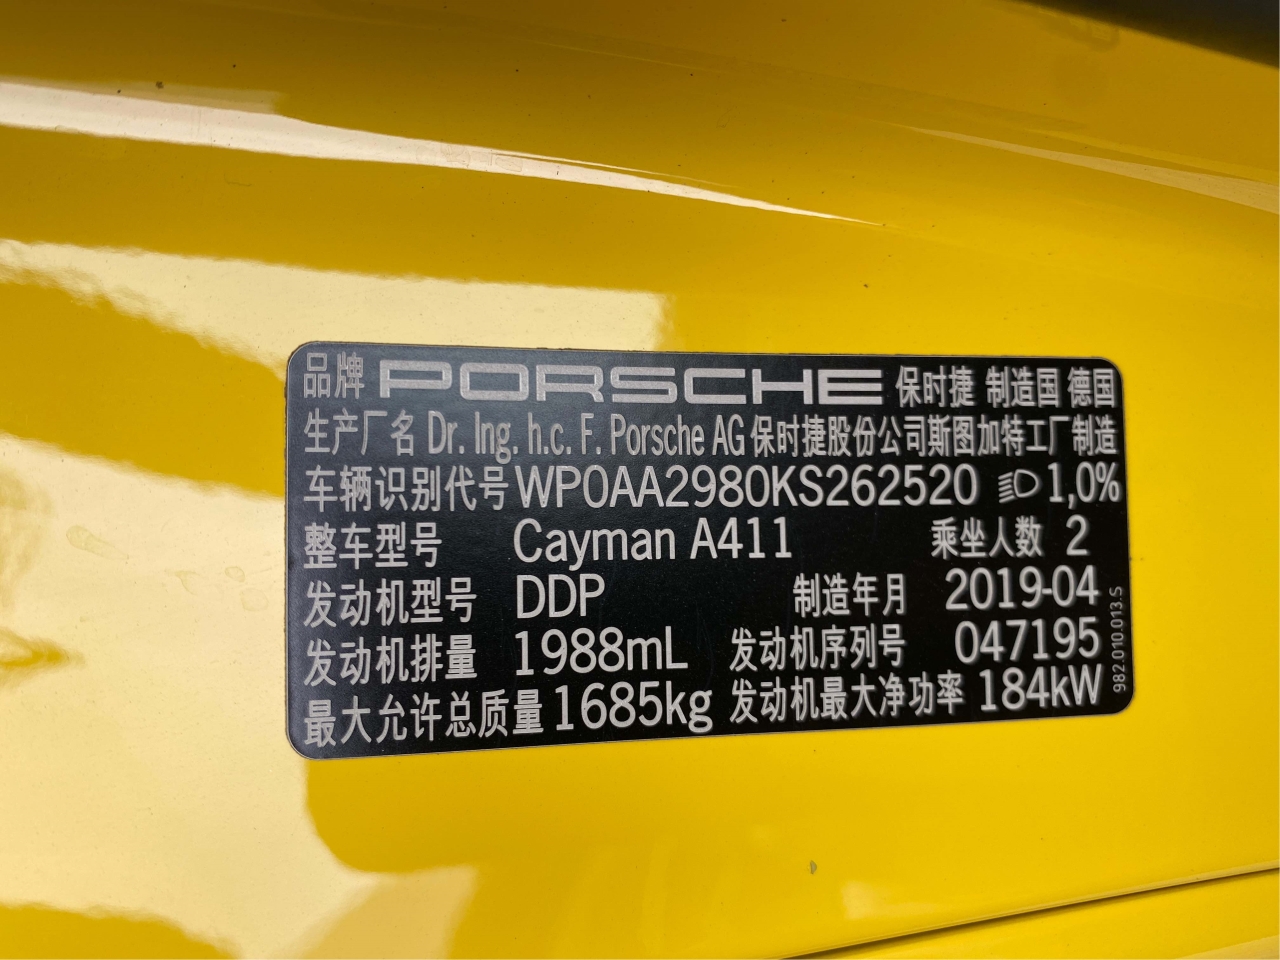 品牌 PORSCHE 保时捷 制造国 德国
生产厂名 Dr. Ing. h.c. F. Porsche AG 保时捷股份公司斯图加特工厂制造
车辆识别代号 WP0AA2980KS262520 1,0%
整车型号 Cayman A411 乘坐人数 2
发动机型号 DDP 制造年月 2019-04
发动机排量 1988mL 发动机序列号 047195
最大允许总质量 1685kg 发动机最大净功率 184kW
982.010.013.S